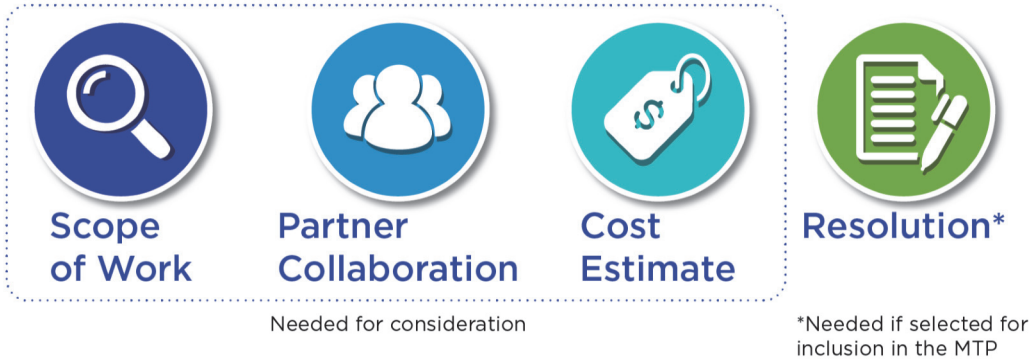 Scope
of Work
Partner
Collaboration
$
Cost
Estimate
Resolution*
Needed for consideration
*Needed if selected for
inclusion in the MTP